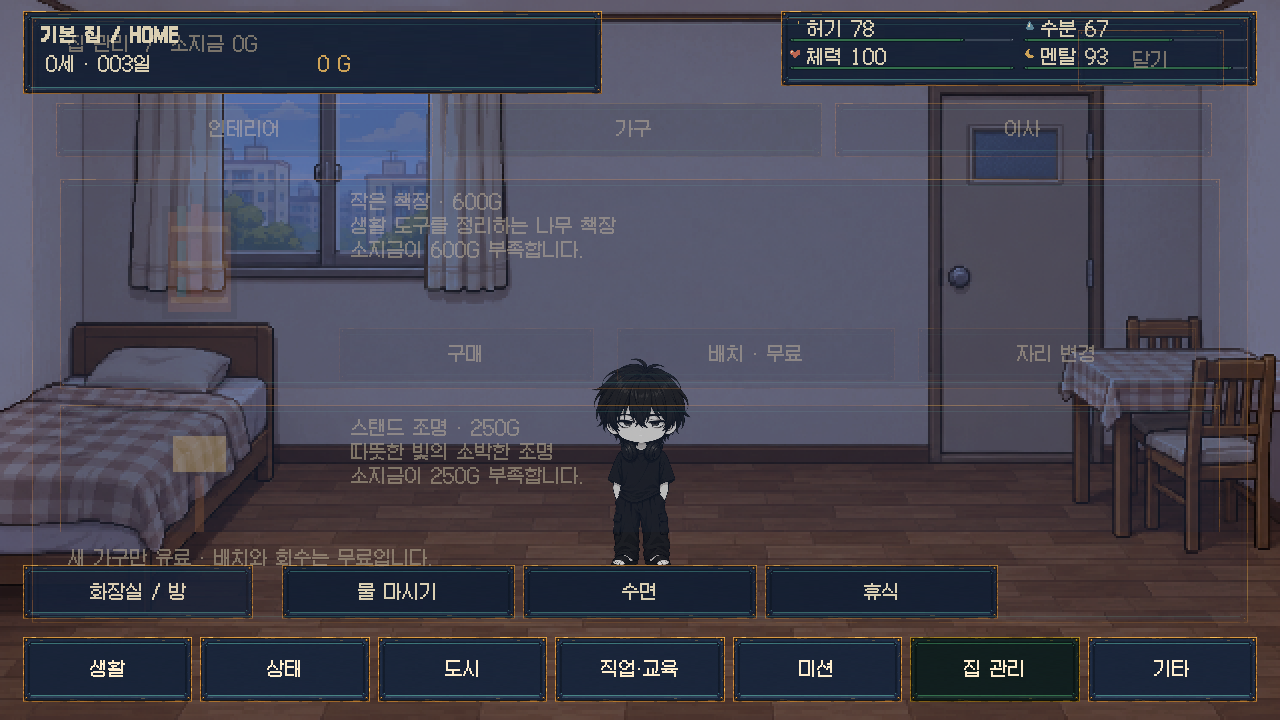 기본 집 / HOME
집 관리 / 소지금 0G
0세 · 003일
0 G
허기 78
수분 67
체력 100
멘탈 93
닫기
인테리어
가구
이사
작은 책장 · 600G
생활 도구를 정리하는 나무 책장
소지금이 600G 부족합니다.
구매
배치 · 무료
자리 변경
스탠드 조명 · 250G
따뜻한 빛의 소박한 조명
소지금이 250G 부족합니다.
새 가구만 유료 · 배치와 회수는 무료입니다.
화장실 / 방
물 마시기
수면
휴식
생활
상태
도시
직업·교육
미션
집 관리
기타